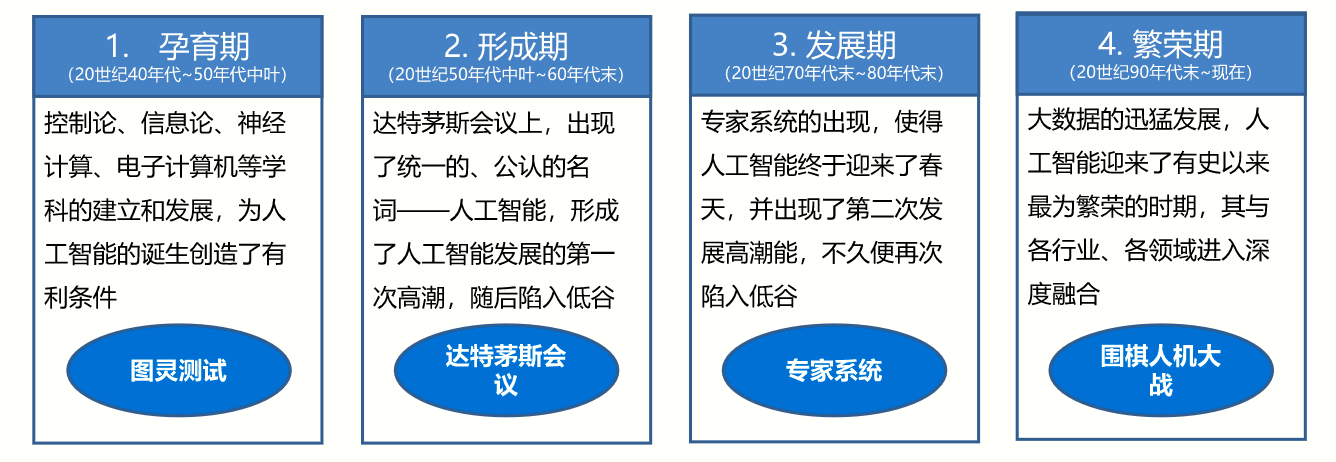 1. 孕育期
（20世纪40年代~50年代中叶）
控制论、信息论、神经
计算、电子计算机等学
科的建立和发展，为人
工智能的诞生创造了有
利条件
图灵测试
2. 形成期
（20世纪50年代中叶~60年代末）
达特茅斯会议上，出现
了统一的、公认的名
词——人工智能，形成
了人工智能发展的第一
次高潮，随后陷入低谷
达特茅斯会
议
3. 发展期
（20世纪70年代末~80年代末）
专家系统的出现，使得
人工智能终于迎来了春
天，并出现了第二次发
展高潮能，不久便再次
陷入低谷
专家系统
4. 繁荣期
（20世纪90年代末~现在）
大数据的迅猛发展，人
工智能迎来了有史以来
最为繁荣的时期，其与
各行业、各领域进入深
度融合
围棋人机大
战